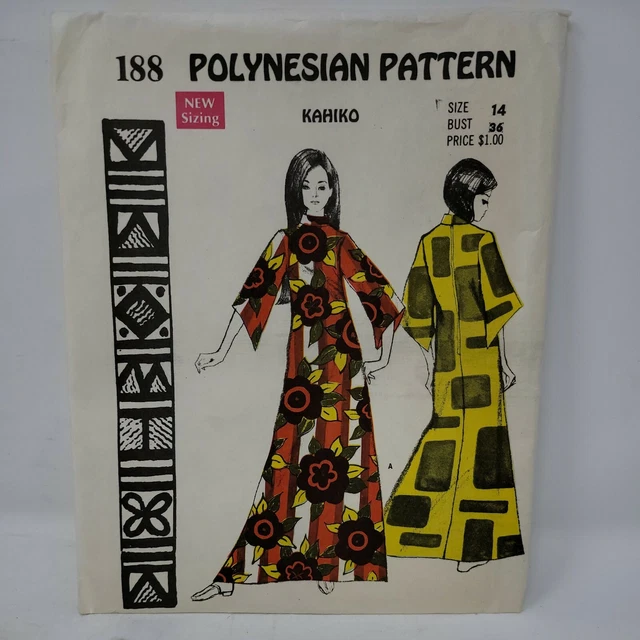 188 POLYNESIAN PATTERN
NEW
Sizing
KAHIKO
SIZE 14
BUST 36
PRICE $1.00
A